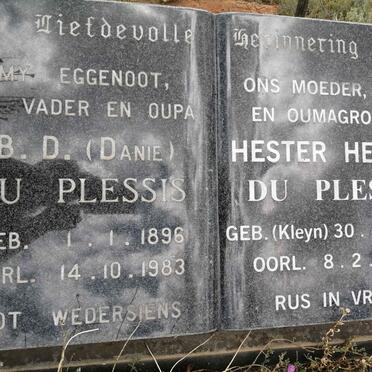 Liefdevolle Herinnering
MY EGGENOOT,
VADER EN OUPA
B. D. (DANIE)
DU PLESSIS
GEB. 1.1.1896
OORL. 14.10.1983
TOT WEDERSIENS
ONS MOEDER,
EN OUMAGRO
HESTER HE
DU PLES
GEB. (Kleyn) 30.
OORL. 8.2.
RUS IN VR